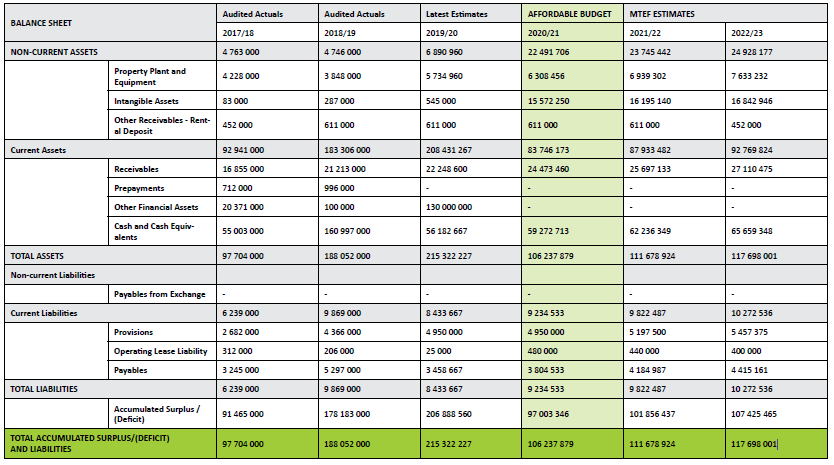 BALANCE SHEET Audited Actuals Audited Actuals Latest Estimates AFFORDABLE BUDGET MTEF ESTIMATES
2017/18 2018/19 2019/20 2020/21 2021/22 2022/23
NON-CURRENT ASSETS 4 763 000 4 746 000 6 890 960 22 491 706 23 745 442 24 928 177
Property Plant and
Equipment 4 228 000 3 848 000 5 734 960 6 308 456 6 939 302 7 633 232
Intangible Assets 83 000 287 000 545 000 15 572 250 16 195 140 16 842 946
Other Receivables - Rent-
al Deposit 452 000 611 000 611 000 611 000 611 000 452 000
Current Assets 92 941 000 183 306 000 208 431 267 83 746 173 87 933 482 92 769 824
Receivables 16 855 000 21 213 000 22 248 600 24 473 460 25 697 133 27 110 475
Prepayments 712 000 996 000 - - - -
Other Financial Assets 20 371 000 100 000 130 000 000 - - -
Cash and Cash Equiv-
alents 55 003 000 160 997 000 56 182 667 59 272 713 62 236 349 65 659 348
TOTAL ASSETS 97 704 000 188 052 000 215 322 227 106 237 879 111 678 924 117 698 001
Non-current Liabilities
Payables from Exchange - - - - - -
Current Liabilities 6 239 000 9 869 000 8 433 667 9 234 533 9 822 487 10 272 536
Provisions 2 682 000 4 366 000 4 950 000 4 950 000 5 197 500 5 457 375
Operating Lease Liability 312 000 206 000 25 000 480 000 440 000 400 000
Payables 3 245 000 5 297 000 3 458 667 3 804 533 4 184 987 4 415 161
TOTAL LIABILITIES 6 239 000 9 869 000 8 433 667 9 234 533 9 822 487 10 272 536
Accumulated Surplus /
(Deficit) 91 465 000 178 183 000 206 888 560 97 003 346 101 856 437 107 425 465
TOTAL ACCUMULATED SURPLUS/(DEFICIT)
AND LIABILITIES 97 704 000 188 052 000 215 322 227 106 237 879 111 678 924 117 698 001